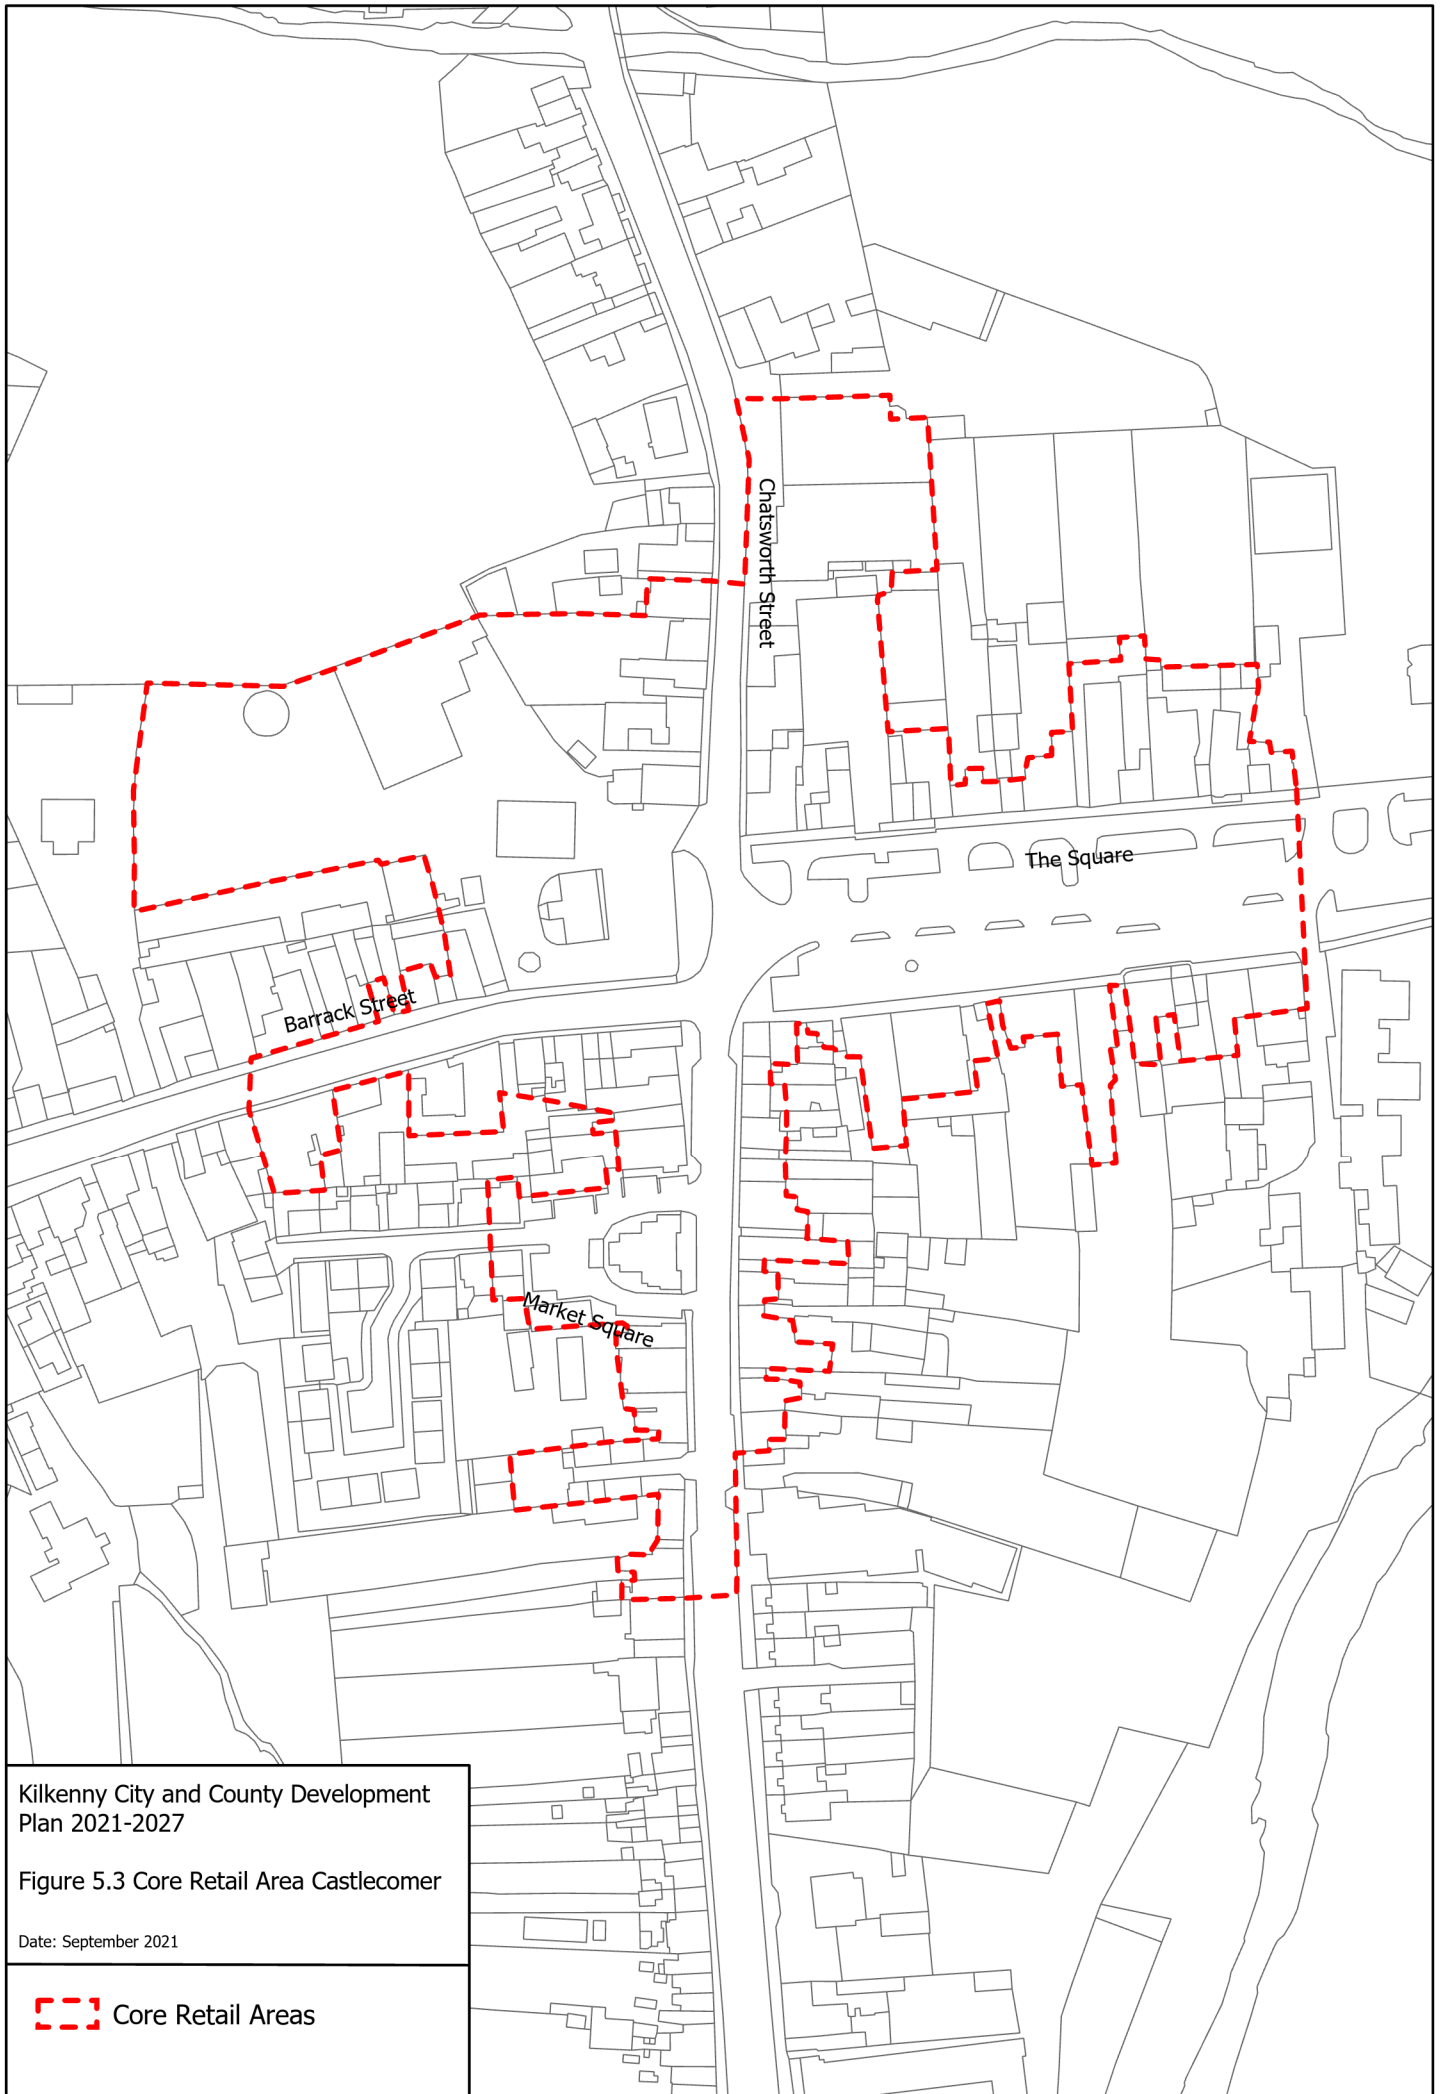 Chatsworth Street
The Square
Barrack Street
Market Square
Kilkenny City and County Development
Plan 2021-2027
Figure 5.3 Core Retail Area Castlecomer
Date: September 2021
Core Retail Areas